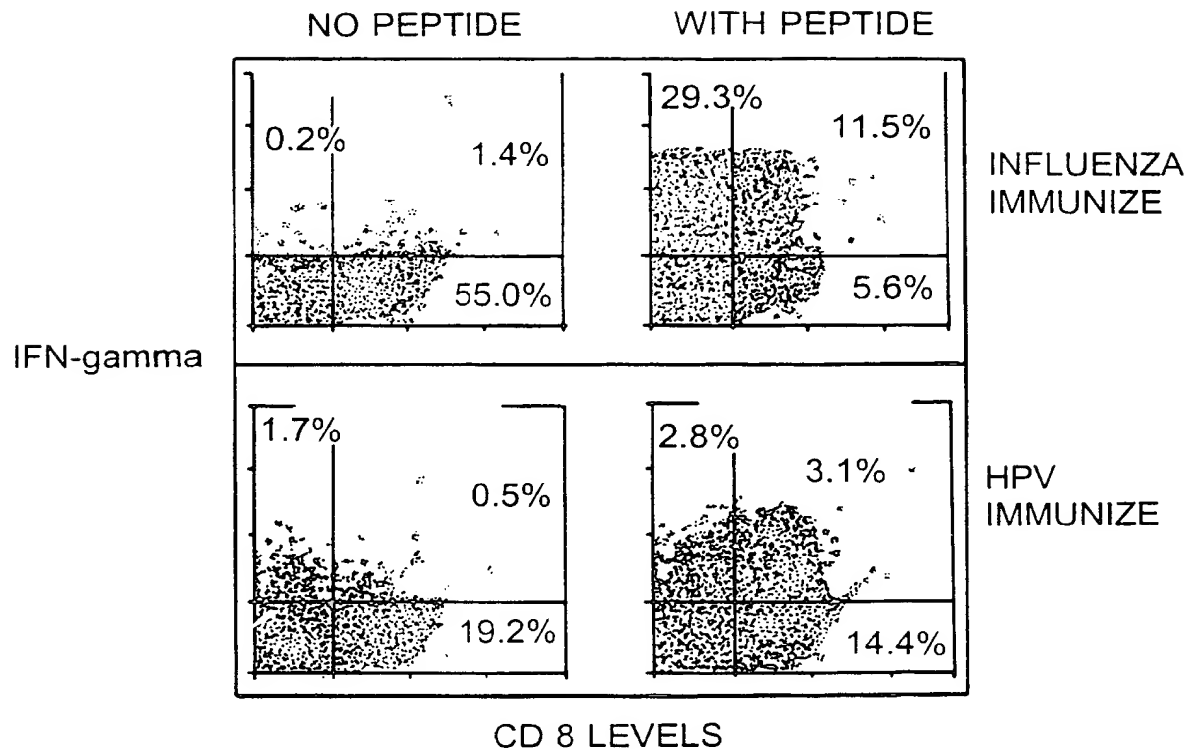 NO PEPTIDE
WITH PEPTIDE
0.2%
1.4%
55.0%
29.3%
11.5%
5.6%
INFLUENZA
IMMUNIZE
IFN-gamma
1.7%
0.5%
19.2%
2.8%
3.1%
14.4%
HPV
IMMUNIZE
CD 8 LEVELS